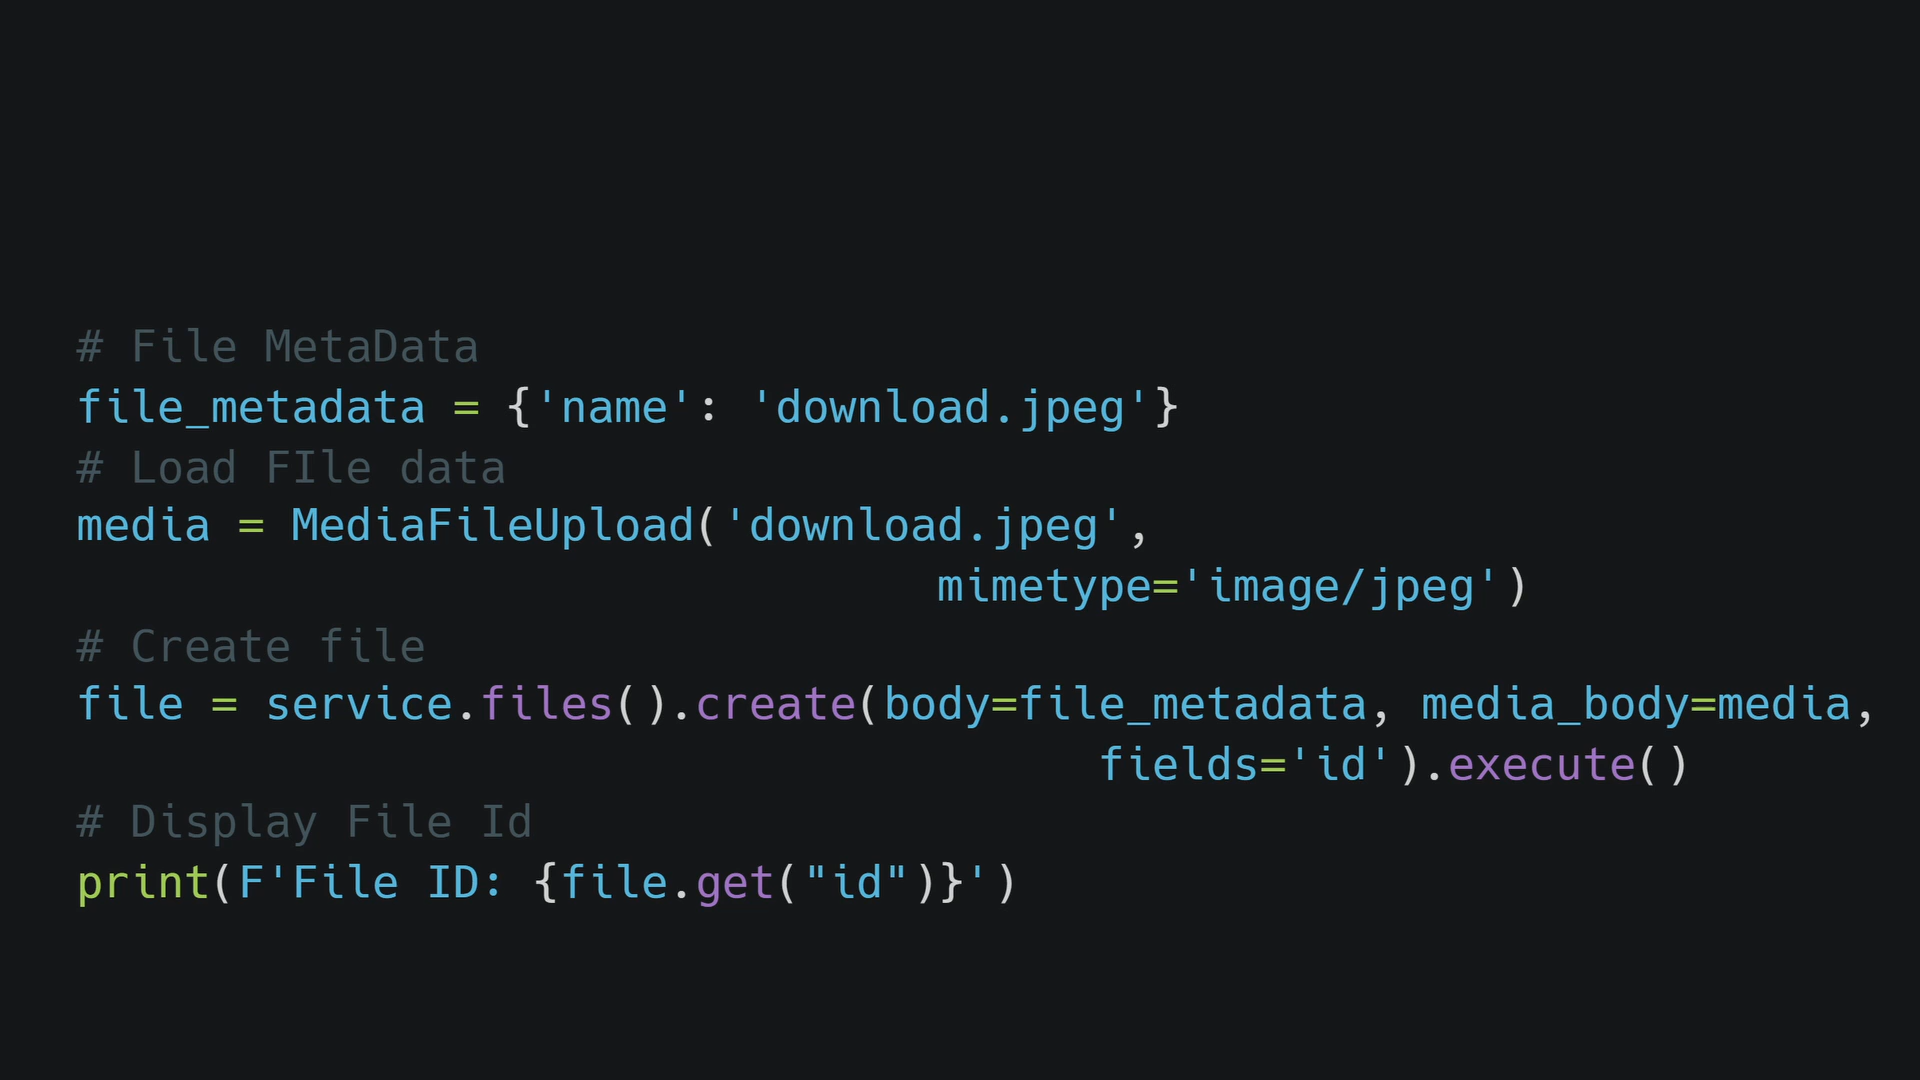 # File MetaData
file_metadata = {'name': 'download.jpeg'}
# Load FIle data
media = MediaFileUpload('download.jpeg',
                                mimetype='image/jpeg')
# Create file
file = service.files().create(body=file_metadata, media_body=media,
                                      fields='id').execute()
# Display File Id
print(F'File ID: {file.get("id")}')